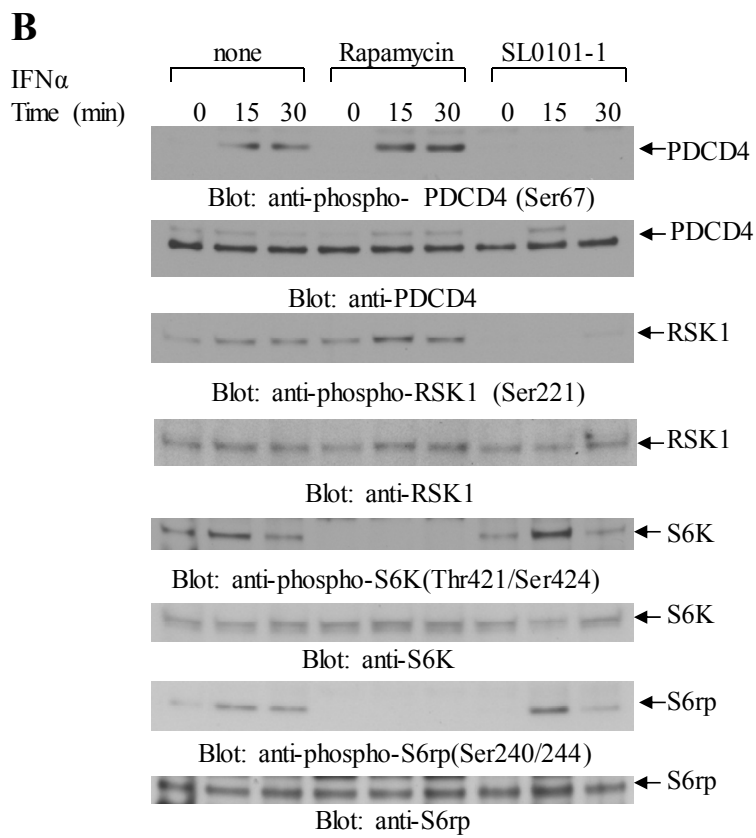 B
none Rapamycin SL0101-1
IFNα
Time (min) 0 15 30 0 15 30 0 15 30
PDCD4
Blot: anti-phospho- PDCD4 (Ser67)
PDCD4
Blot: anti-PDCD4
RSK1
Blot: anti-phospho-RSK1 (Ser221)
RSK1
Blot: anti-RSK1
S6K
Blot: anti-phospho-S6K(Thr421/Ser424)
S6K
Blot: anti-S6K
S6rp
Blot: anti-phospho-S6rp(Ser240/244)
S6rp
Blot: anti-S6rp